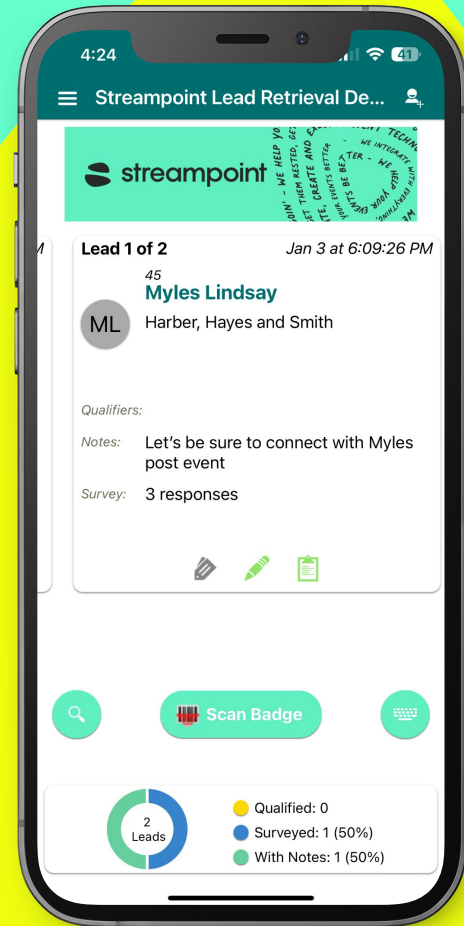 4:24
41
Streampoint Lead Retrieval De...
streampoint
Lead 1 of 2
Jan 3 at 6:09:26 PM
45
Myles Lindsay
ML
Harber, Hayes and Smith
Qualifiers:
Notes:
Let's be sure to connect with Myles
post event
Survey:
3 responses
Scan Badge
2
Leads
Qualified: 0
Surveyed: 1 (50%)
With Notes: 1 (50%)